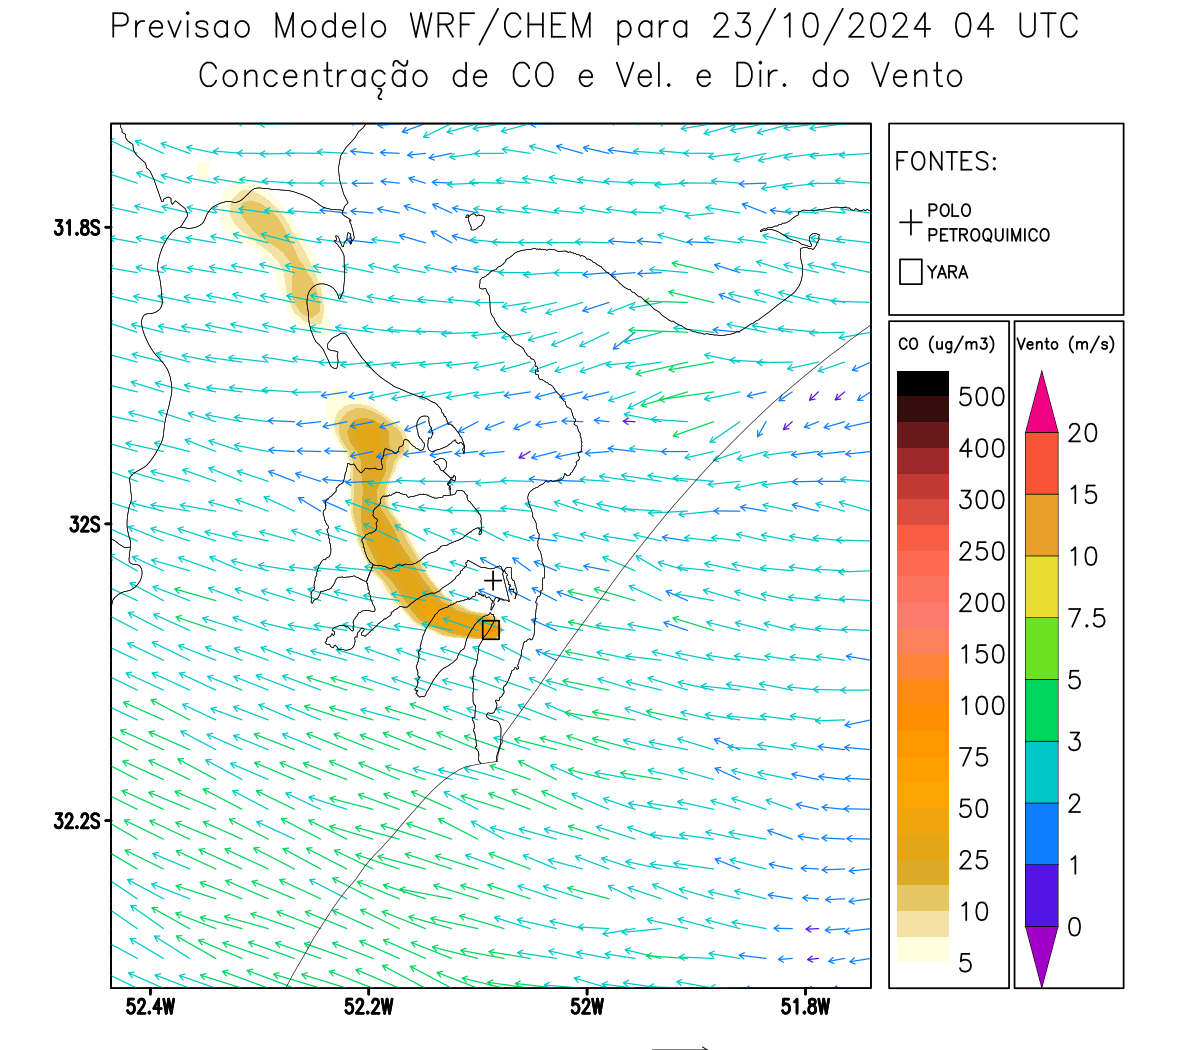 Previsao Modelo WRF/CHEM para 23/10/2024 04 UTC
Concentração de CO e Vel. e Dir. do Vento
FONTES:
POLO
PETROQUIMICO
YARA
CO (ug/m3)
500
400
300
250
200
150
100
75
50
25
10
5
Vento (m/s)
20
15
10
7.5
5
3
2
1
0
31.8S
32S
32.2S
52.4W
52.2W
52W
51.8W